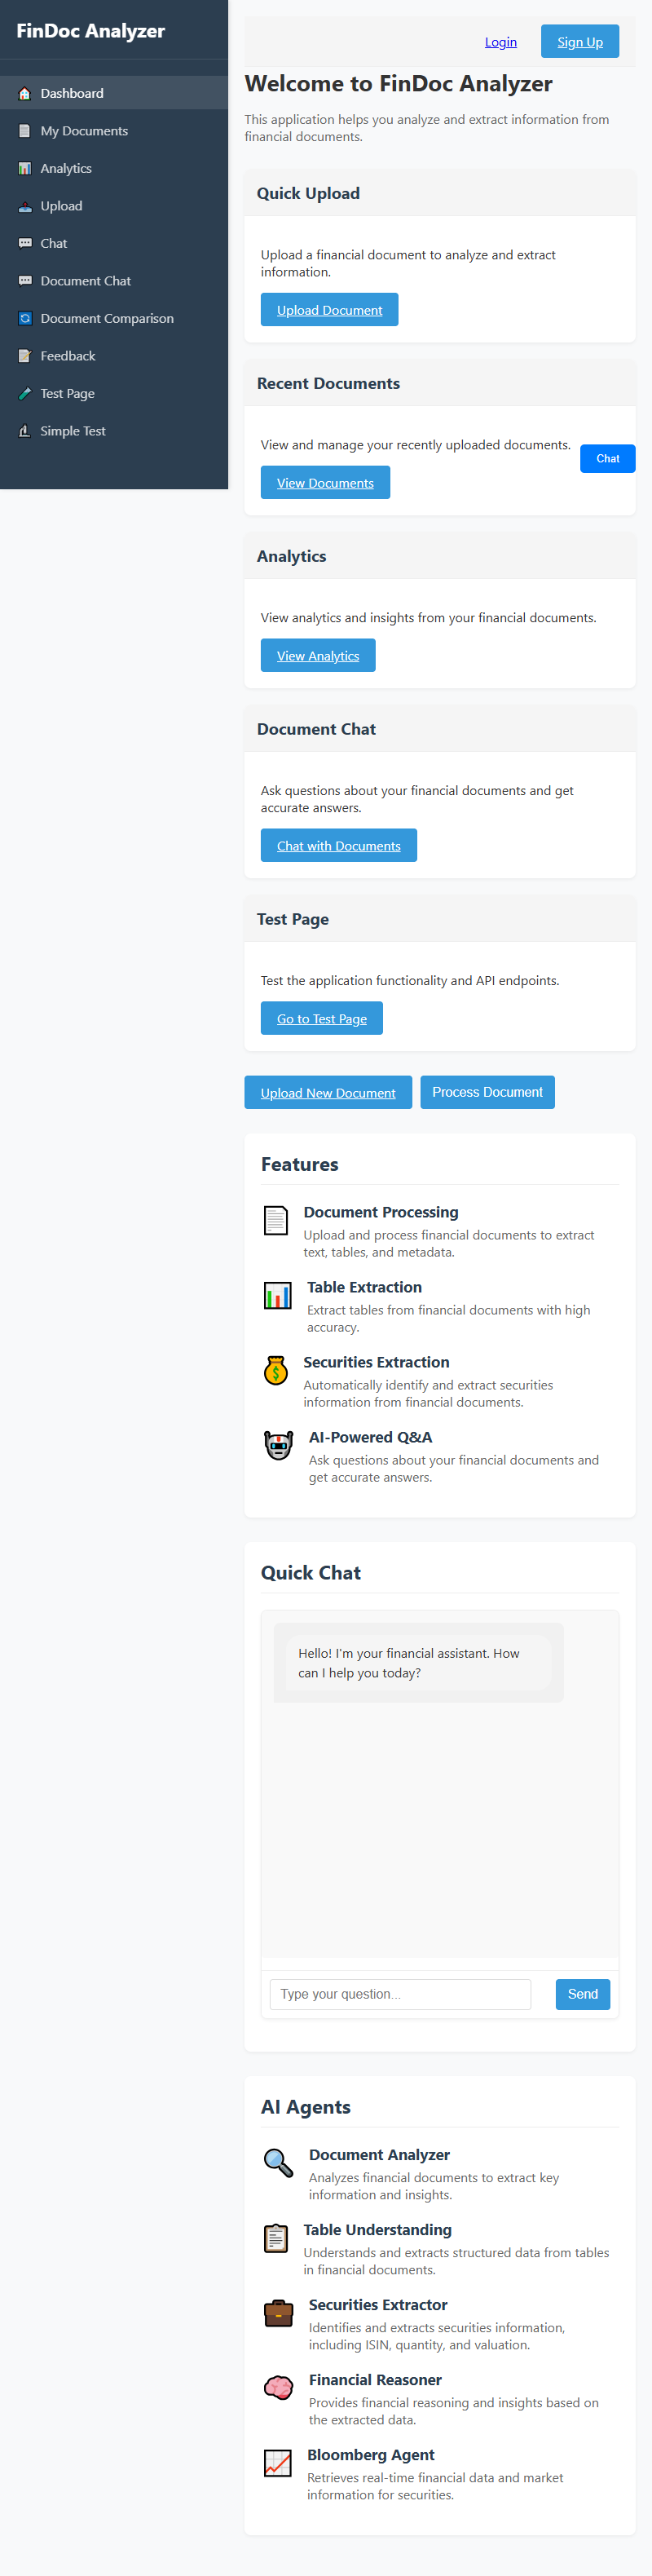 FinDoc Analyzer
Dashboard
My Documents
Analytics
Upload
Chat
Document Chat
Document Comparison
Feedback
Test Page
Simple Test
Login
Sign Up
Welcome to FinDoc Analyzer
This application helps you analyze and extract information from
financial documents.
Quick Upload
Upload a financial document to analyze and extract
information.
Upload Document
Recent Documents
View and manage your recently uploaded documents.
Chat
View Documents
Analytics
View analytics and insights from your financial documents.
View Analytics
Document Chat
Ask questions about your financial documents and get
accurate answers.
Chat with Documents
Test Page
Test the application functionality and API endpoints.
Go to Test Page
Upload New Document
Process Document
Features
Document Processing
Upload and process financial documents to extract
text, tables, and metadata.
Table Extraction
Extract tables from financial documents with high
accuracy.
Securities Extraction
Automatically identify and extract securities
information from financial documents.
AI-Powered Q&A
Ask questions about your financial documents and
get accurate answers.
Quick Chat
Hello! I'm your financial assistant. How
can I help you today?
Type your question...
Send
AI Agents
Document Analyzer
Analyzes financial documents to extract key
information and insights.
Table Understanding
Understands and extracts structured data from tables
in financial documents.
Securities Extractor
Identifies and extracts securities information,
including ISIN, quantity, and valuation.
Financial Reasoner
Provides financial reasoning and insights based on
the extracted data.
Bloomberg Agent
Retrieves real-time financial data and market
information for securities.